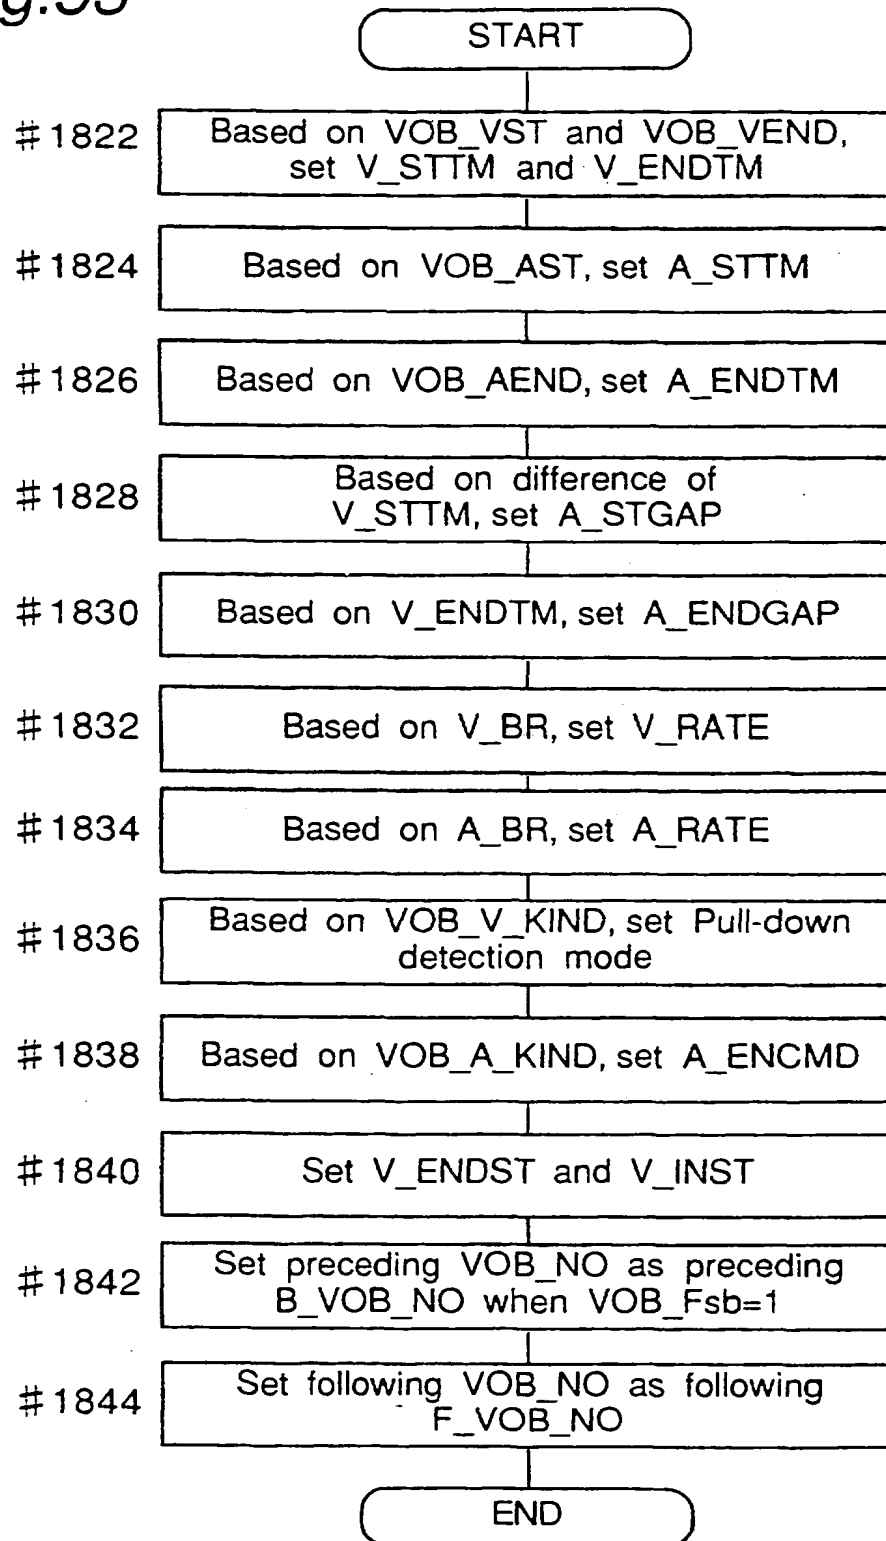 START
#1822
Based on VOB_VST and VOB_VEND,
set V_STTM and V_ENDTM
#1824
Based on VOB_AST, set A_STTM
#1826
Based on VOB_AEND, set A_ENDTM
#1828
Based on difference of
V_STTM, set A_STGAP
#1830
Based on V_ENDTM, set A_ENDGAP
#1832
Based on V_BR, set V_RATE
#1834
Based on A_BR, set A_RATE
#1836
Based on VOB_V_KIND, set Pull-down
detection mode
#1838
Based on VOB_A_KIND, set A_ENCMD
#1840
Set V_ENDST and V_INST
#1842
Set preceding VOB_NO as preceding
B_VOB_NO when VOB_Fsb=1
#1844
Set following VOB_NO as following
F_VOB_NO
END